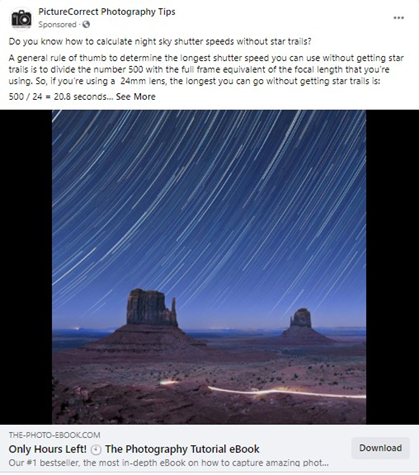 PictureCorrect Photography Tips
Sponsored ·
Do you know how to calculate night sky shutter speeds without star trails?
A general rule of thumb to determine the longest shutter speed you can use without getting star
trails is to divide the number 500 with the full frame equivalent of the focal length that you're
using. So, if you're using a 24mm lens, the longest you can go without getting star trails is:
500 / 24 = 20.8 seconds... See More
THE-PHOTO-EBOOK.COM
Only Hours Left! 🕘 The Photography Tutorial eBook
Our #1 bestseller, the most in-depth eBook on how to capture amazing phot...
Download